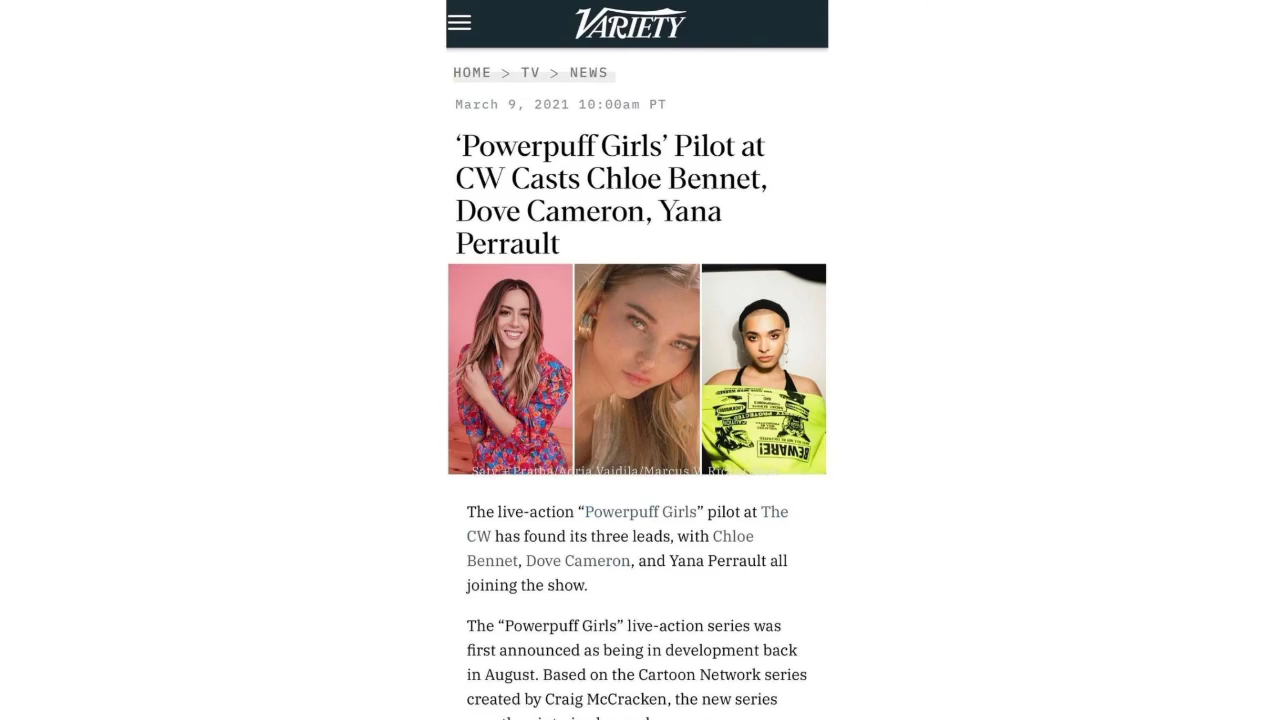 VARIETY
HOME > TV > NEWS
March 9, 2021 10:00am PT
‘Powerpuff Girls’ Pilot at
CW Casts Chloe Bennet,
Dove Cameron, Yana
Perrault
BEWARE!
The live-action “Powerpuff Girls” pilot at The
CW has found its three leads, with Chloe
Bennet, Dove Cameron, and Yana Perrault all
joining the show.
The “Powerpuff Girls” live-action series was
first announced as being in development back
in August. Based on the Cartoon Network series
created by Craig McCracken, the new series